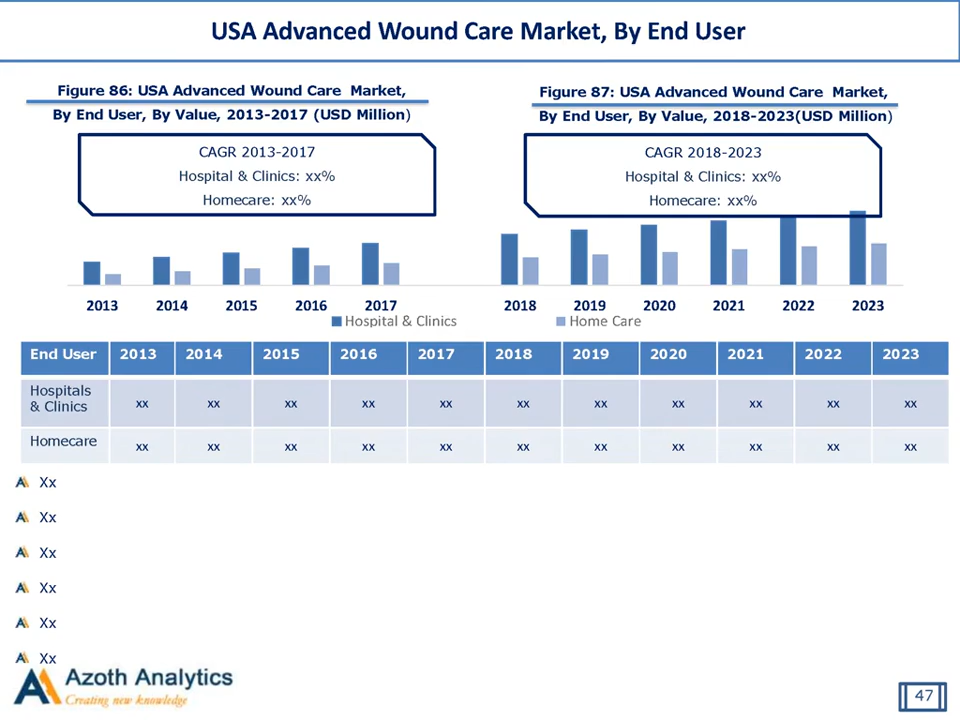 USA Advanced Wound Care Market, By End User
Figure 86: USA Advanced Wound Care Market,
By End User, By Value, 2013-2017 (USD Million)
Figure 87: USA Advanced Wound Care Market,
By End User, By Value, 2018-2023(USD Million)
CAGR 2013-2017
Hospital & Clinics: xx%
Homecare: xx%
CAGR 2018-2023
Hospital & Clinics: xx%
Homecare: xx%
2013 2014 2015 2016 2017 2018 2019 2020 2021 2022 2023
Hospital & Clinics Home Care
End User 2013 2014 2015 2016 2017 2018 2019 2020 2021 2022 2023
Hospitals
& Clinics xx xx xx xx xx xx xx xx xx xx xx
Homecare xx xx xx xx xx xx xx xx xx xx xx
Xx
Xx
Xx
Xx
Xx
Xx
Azoth Analytics
Creating new knowledge
47